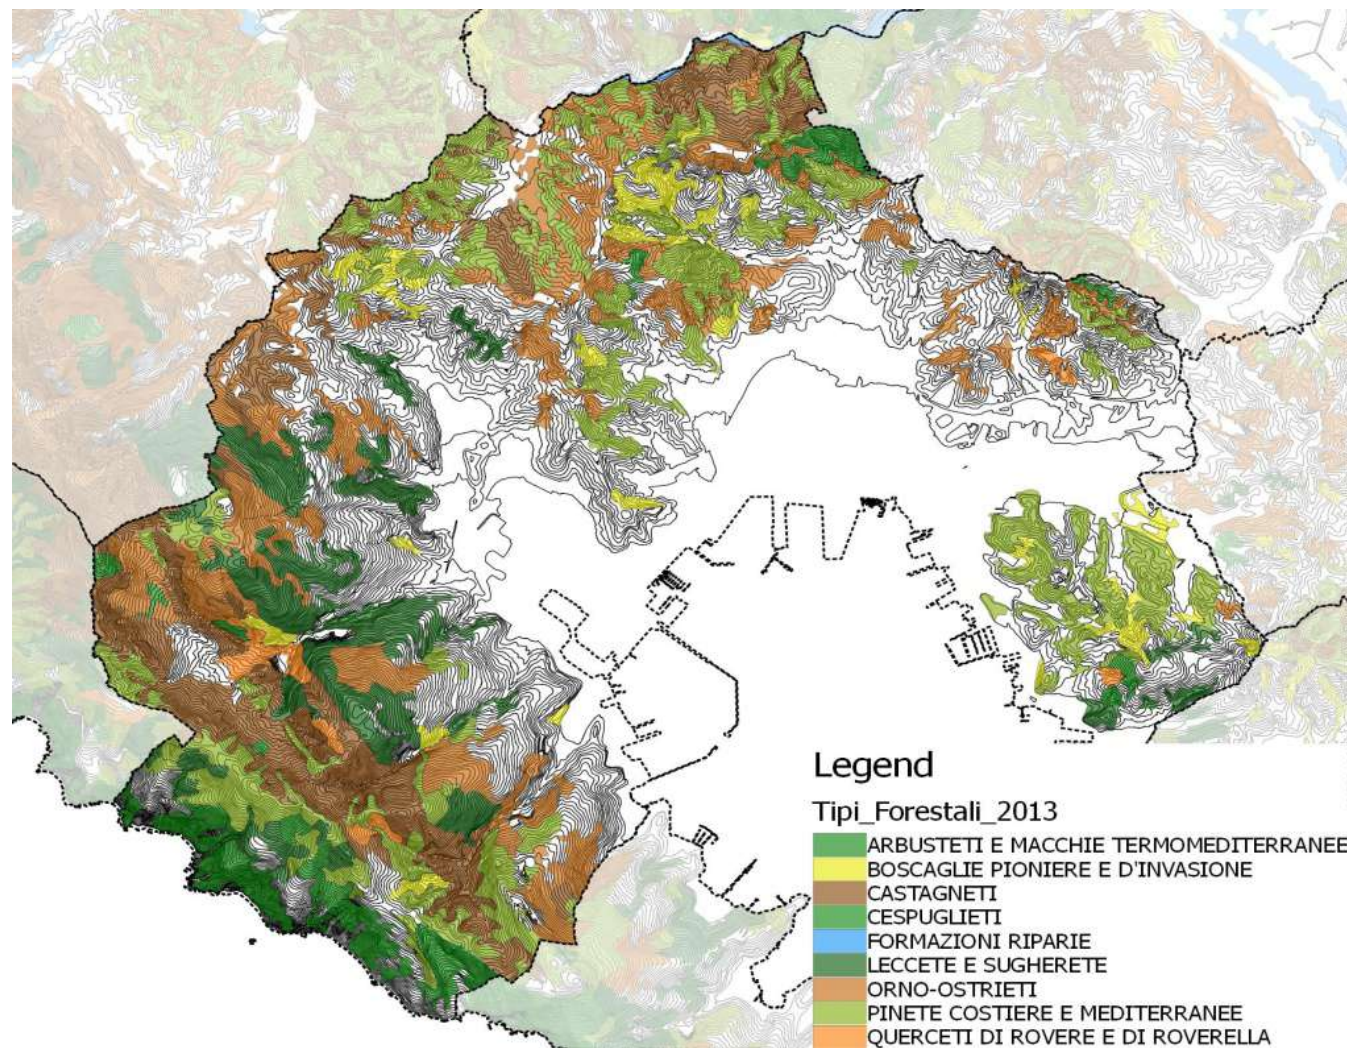 Legend
Tipi_Forestali_2013
ARBUSTETI E MACCHIE TERMOMEDITERRANEE
BOSCAGLIE PIONIERE E D'INVASIONE
CASTAGNETI
CESPUGLIETI
FORMAZIONI RIPARIE
LECCETE E SUGHERETE
ORNO-OSTRIETI
PINETE COSTIERE E MEDITERRANEE
QUERCETI DI ROVERE E DI ROVERELLA